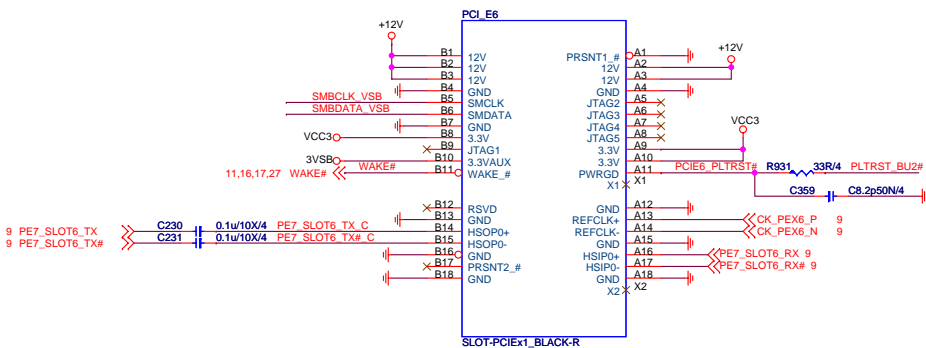 PCI_E6
+12V
+12V
B1 12V PRSNT1_# A1
B2 12V 12V A2
B3 12V 12V A3
B4 GND GND A4
SMBCLK_VSB B5 SMCLK JTAG2 A5
SMBDATA_VSB B6 SMDATA JTAG3 A6
B7 GND JTAG4 A7
VCC3 B8 3.3V JTAG5 A8
VCC3
B9 JTAG1 3.3V A9
3VSB B10 3.3VAUX 3.3V A10
11,16,17,27 WAKE# WAKE# B11 WAKE_# PWRGD A11 PCIE6_PLTRST# R931 33R/4 PLTRST_BU2#
X1 X1
C359 C8.2p50N/4
B12 RSVD GND A12
B13 GND REFCLK+ A13 CK_PEX6_P 9
9 PE7_SLOT6_TX C230 0.1u/10X/4 PE7_SLOT6_TX_C B14 HSOP0+ REFCLK- A14 CK_PEX6_N 9
9 PE7_SLOT6_TX# C231 0.1u/10X/4 PE7_SLOT6_TX#_C B15 HSOP0- GND A15
B16 GND HSIP0+ A16 PE7_SLOT6_RX 9
B17 PRSNT2_# HSIP0- A17 PE7_SLOT6_RX# 9
B18 GND GND A18
X2 X2
SLOT-PCIEx1_BLACK-R